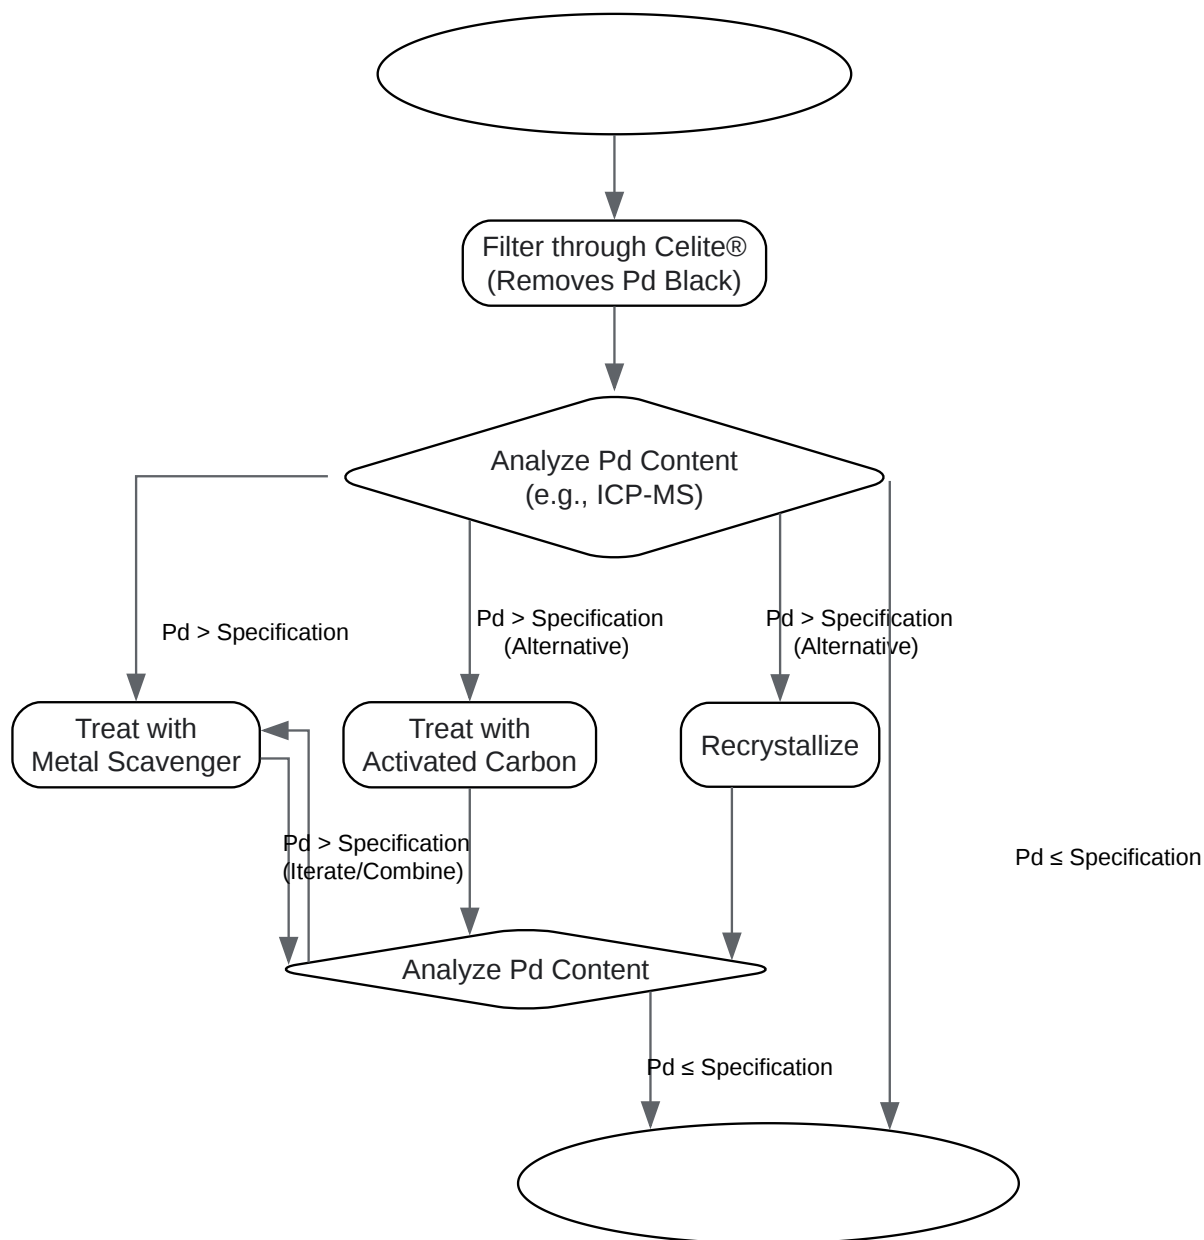 Filter through Celite®
(Removes Pd Black)
Analyze Pd Content
(e.g., ICP-MS)
Pd > Specification
Pd > Specification
(Alternative)
Pd > Specification
(Alternative)
Treat with
Metal Scavenger
Treat with
Activated Carbon
Recrystallize
Pd > Specification
(Iterate/Combine)
Pd ≤ Specification
Analyze Pd Content
Pd ≤ Specification